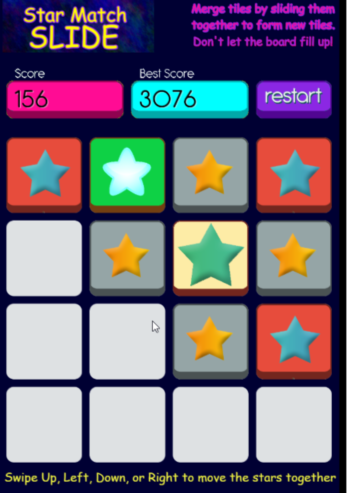 Star Match
SLIDE
Merge tiles by sliding them
together to form new tiles.
Don't let the board fill up!
Score
Best Score
156
3076
restart
Swipe Up, Left, Down, or Right to move the stars together